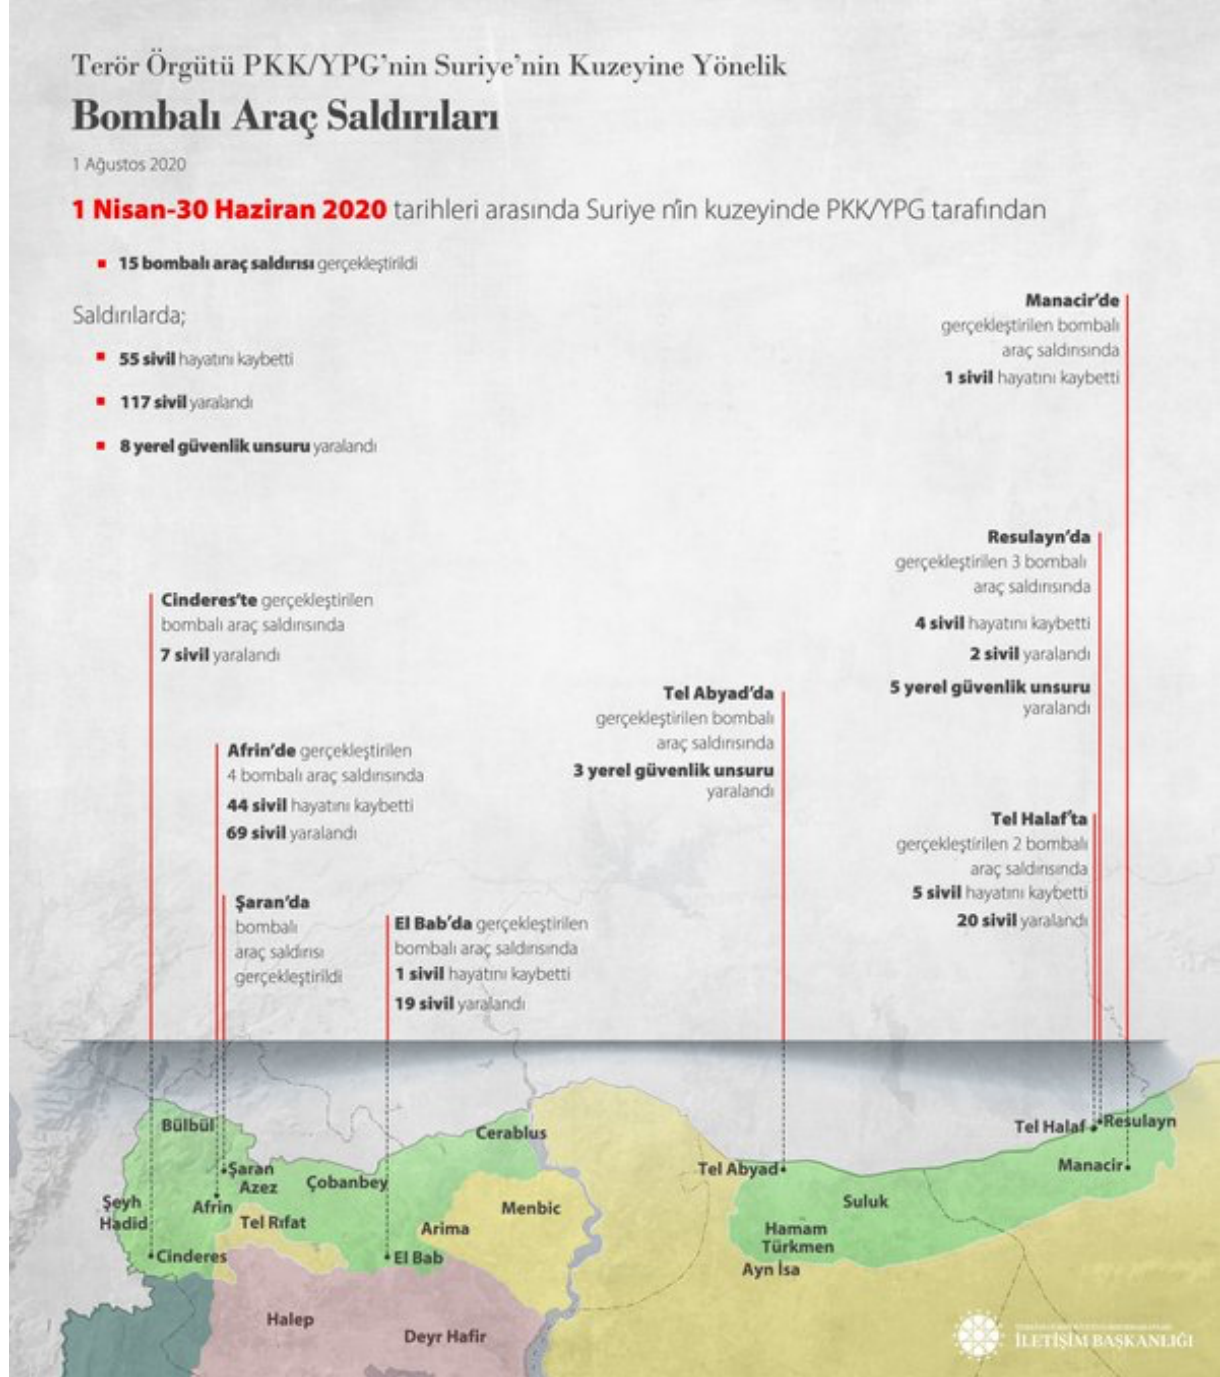 Terör Örgütü PKK/YPG'nin Suriye'nin Kuzeyine Yönelik
Bombalı Araç Saldırıları
1 Ağustos 2020
1 Nisan-30 Haziran 2020 tarihleri arasında Suriye n'in kuzeyinde PKK/YPG tarafından
15 bombalı araç saldırısı gerçekleştirildi
Saldırılarda;
55 sivil hayatını kaybetti
117 sivil yaralandı
8 yerel güvenlik unsuru yaralandı
Manacir'de
gerçekleştirilen bombalı
araç saldırısında
1 sivil hayatını kaybetti
Resulayn'da
gerçekleştirilen 3 bombalı
araç saldırısında
4 sivil hayatını kaybetti
2 sivil yaralandı
5 yerel güvenlik unsuru
yaralandı
Cinderes'te gerçekleştirilen
bombalı araç saldırısında
7 sivil yaralandı
Tel Abyad'da
gerçekleştirilen bombalı
araç saldırısında
3 yerel güvenlik unsuru
yaralandı
Afrin'de gerçekleştirilen
4 bombalı araç saldırısında
44 sivil hayatını kaybetti
69 sivil yaralandı
Tel Halaf'ta
gerçekleştirilen 2 bombalı
araç saldırısında
5 sivil hayatını kaybetti
20 sivil yaralandı
Şaran'da
bombalı
araç saldırısı
gerçekleştirildi
El Bab'da gerçekleştirilen
bombalı araç saldırısında
1 sivil hayatını kaybetti
19 sivil yaralandı
Bülbül
Cerablus
Tel Halaf
Resulayn
Şaran
Azez
Çobanbey
Tel Abyad
Manacir
Şeyh
Hadid
Afrin
Tel Rıfat
Arima
Menbic
Suluk
Cinderes
El Bab
Hamam
Türkmen
Ayn İsa
Halep
Deyr Hafir
İLETİŞİM BAŞKANLIĞI